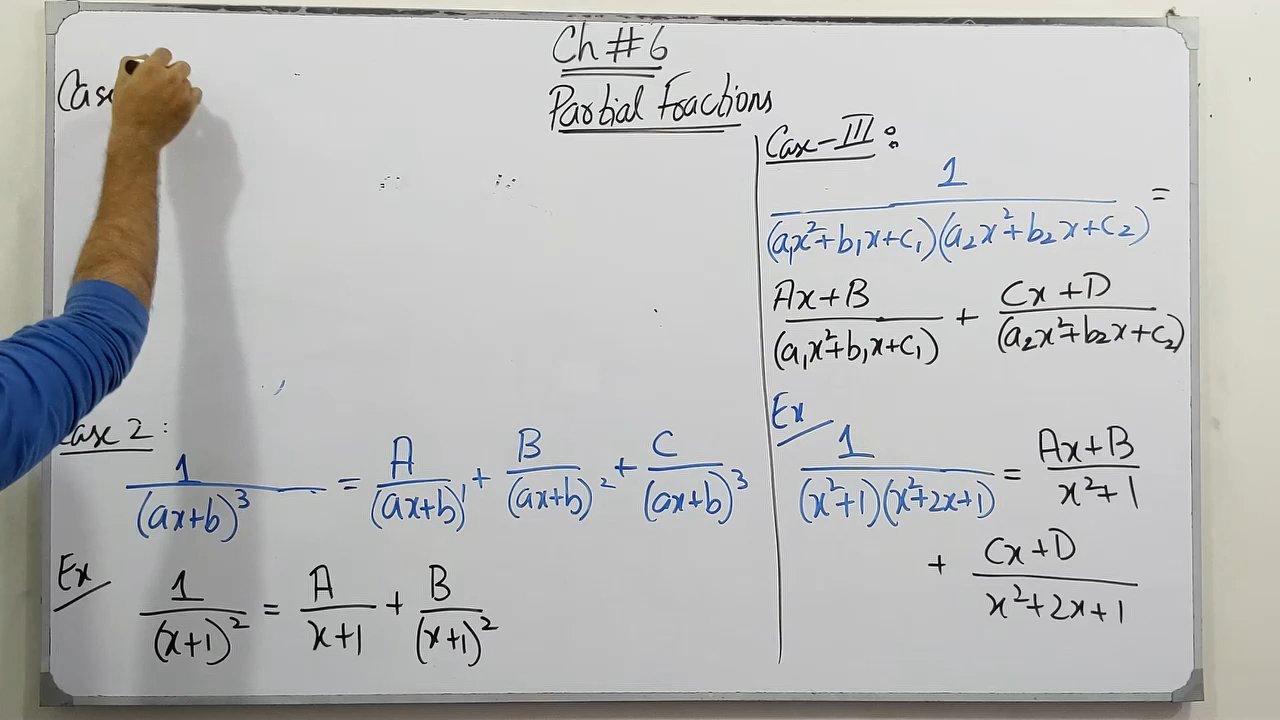 Ch # 6
Partial Fractions
Cas
Case 2 :
1/(ax+b)³ = A/(ax+b)¹ + B/(ax+b)² + C/(ax+b)³
Ex
1/(x+1)² = A/(x+1) + B/(x+1)²
Case-III :
1/((a₁x²+b₁x+c₁)(a₂x²+b₂x+c₂)) =
(Ax+B)/(a₁x²+b₁x+c₁) + (Cx+D)/(a₂x²+b₂x+c₂)
Ex
1/((x²+1)(x²+2x+1)) = (Ax+B)/(x²+1)
+ (Cx+D)/(x²+2x+1)